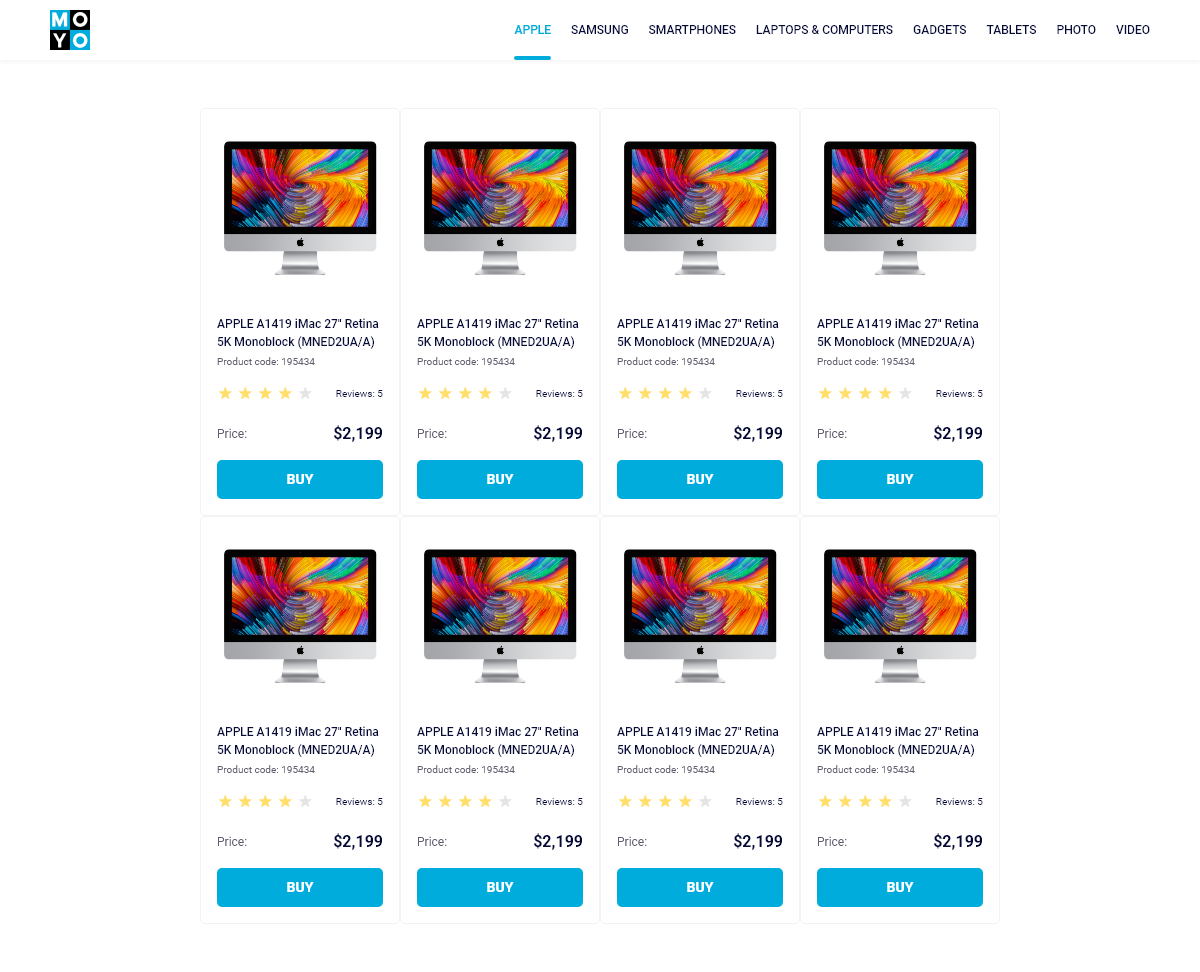 MO
YO
APPLE SAMSUNG SMARTPHONES LAPTOPS & COMPUTERS GADGETS TABLETS PHOTO VIDEO
APPLE A1419 iMac 27" Retina
5K Monoblock (MNED2UA/A)
Product code: 195434
Reviews: 5
Price: $2,199
BUY
APPLE A1419 iMac 27" Retina
5K Monoblock (MNED2UA/A)
Product code: 195434
Reviews: 5
Price: $2,199
BUY
APPLE A1419 iMac 27" Retina
5K Monoblock (MNED2UA/A)
Product code: 195434
Reviews: 5
Price: $2,199
BUY
APPLE A1419 iMac 27" Retina
5K Monoblock (MNED2UA/A)
Product code: 195434
Reviews: 5
Price: $2,199
BUY
APPLE A1419 iMac 27" Retina
5K Monoblock (MNED2UA/A)
Product code: 195434
Reviews: 5
Price: $2,199
BUY
APPLE A1419 iMac 27" Retina
5K Monoblock (MNED2UA/A)
Product code: 195434
Reviews: 5
Price: $2,199
BUY
APPLE A1419 iMac 27" Retina
5K Monoblock (MNED2UA/A)
Product code: 195434
Reviews: 5
Price: $2,199
BUY
APPLE A1419 iMac 27" Retina
5K Monoblock (MNED2UA/A)
Product code: 195434
Reviews: 5
Price: $2,199
BUY